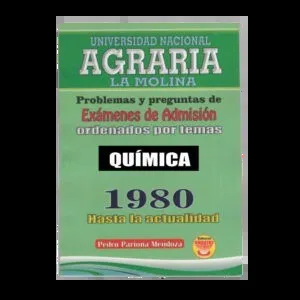 UNIVERSIDAD NACIONAL
AGRARIA
LA MOLINA
Problemas y preguntas de
Exámenes de Admisión
ordenados por temas
QUÍMICA
1980
Hasta la actualidad
Pedro Pariona Mendoza